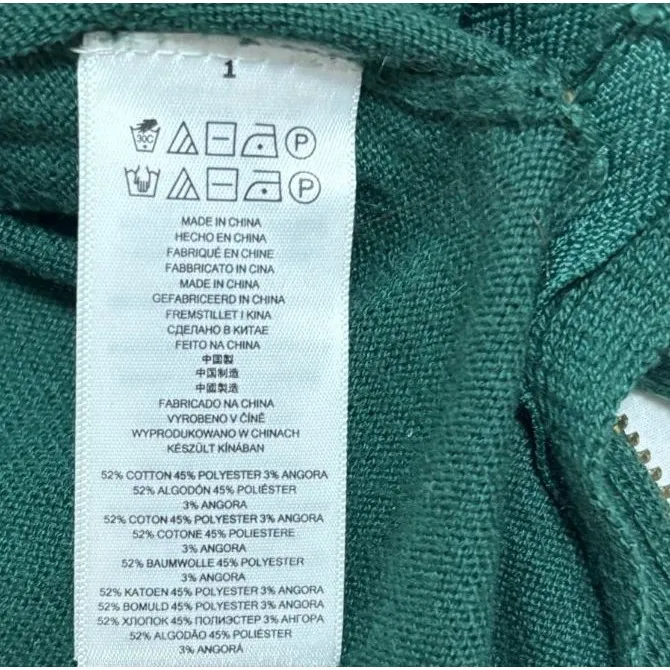 1
30C P
P
MADE IN CHINA
HECHO EN CHINA
FABRIQUÉ EN CHINE
FABBRICATO IN CINA
MADE IN CHINA
GEFABRICEERD IN CHINA
FREMSTILLET I KINA
СДЕЛАНО В КИТАЕ
FEITO NA CHINA
中国製
中国制造
中國製造
FABRICADO NA CHINA
VYROBENO V ČÍNĚ
WYPRODUKOWANO W CHINACH
KÉSZÜLT KÍNÁBAN
52% COTTON 45% POLYESTER 3% ANGORA
52% ALGODÓN 45% POLIÉSTER
3% ANGORA
52% COTON 45% POLYESTER 3% ANGORA
52% COTONE 45% POLIESTERE
3% ANGORA
52% BAUMWOLLE 45% POLYESTER
3% ANGORA
52% KATOEN 45% POLYESTER 3% ANGORA
52% BOMULD 45% POLYESTER 3% ANGORA
52% ХЛОПОК 45% ПОЛИЭСТЕР 3% АНГОРА
52% ALGODÃO 45% POLIÉSTER
3% ANGORÁ